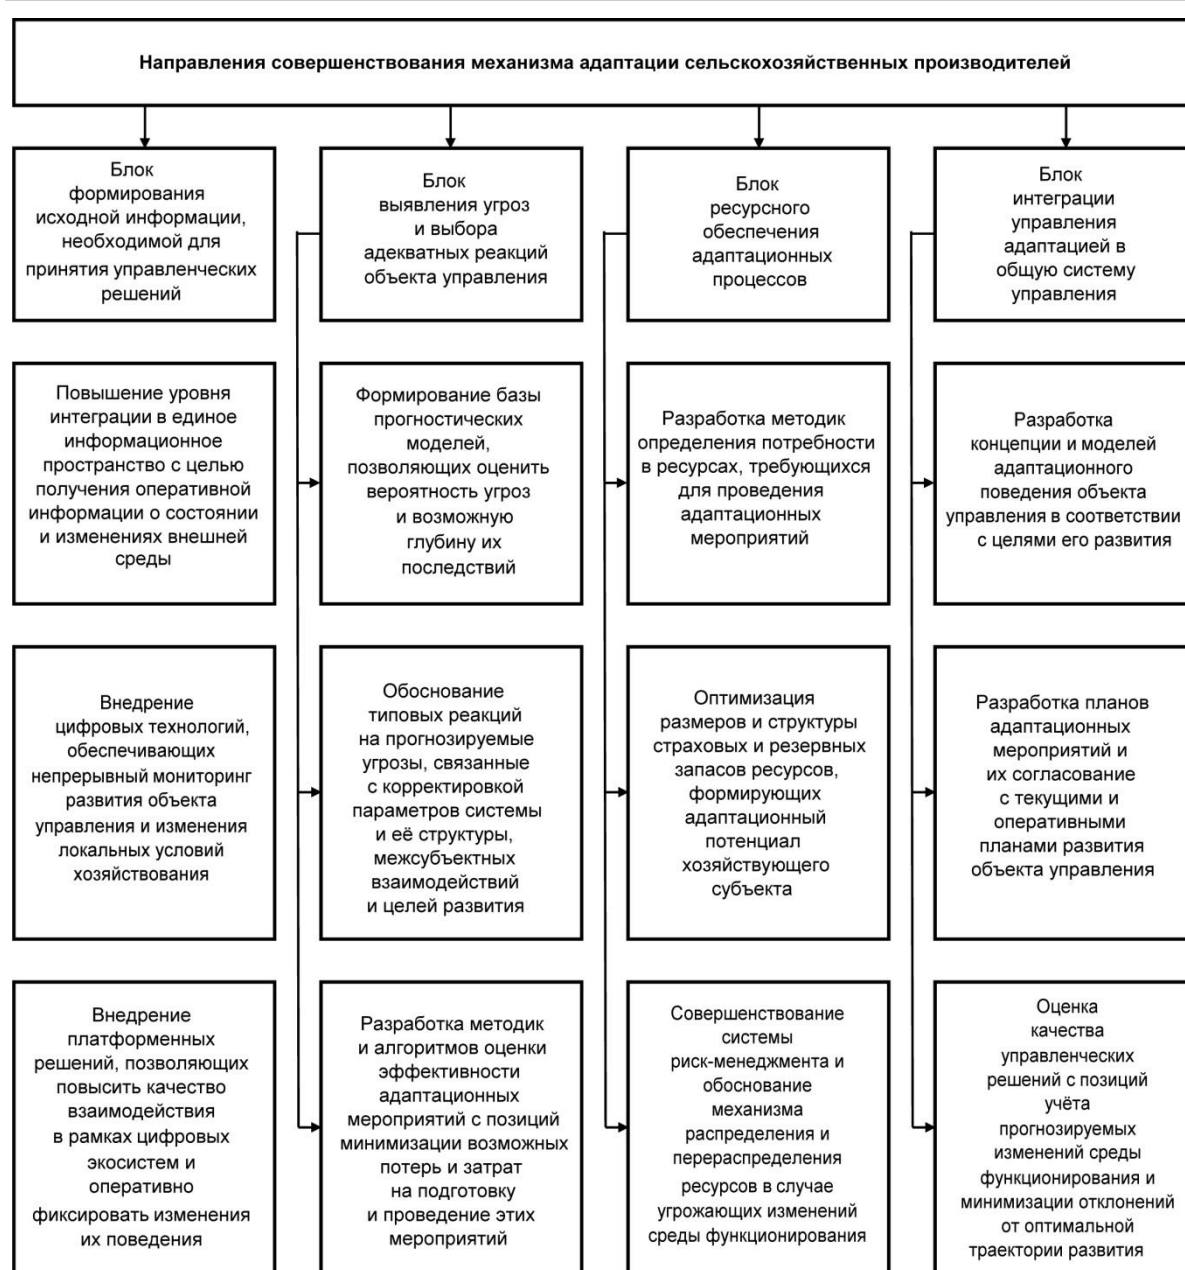 Направления совершенствования механизма адаптации сельскохозяйственных производителей
Блок
формирования
исходной информации,
необходимой для
принятия управленческих
решений
Блок
выявления угроз
и выбора
адекватных реакций
объекта управления
Блок
ресурсного
обеспечения
адаптационных
процессов
Блок
интеграции
управления
адаптацией в
общую систему
управления
Повышение уровня
интеграции в единое
информационное
пространство с целью
получения оперативной
информации о состоянии
и изменениях внешней
среды
Формирование базы
прогностических
моделей,
позволяющих оценить
вероятность угроз
и возможную
глубину их
последствий
Разработка методик
определения потребности
в ресурсах, требующихся
для проведения
адаптационных
мероприятий
Разработка
концепции и моделей
адаптационного
поведения объекта
управления в соответствии
с целями его развития
Внедрение
цифровых технологий,
обеспечивающих
непрерывный мониторинг
развития объекта
управления и изменения
локальных условий
хозяйствования
Обоснование
типовых реакций
на прогнозируемые
угрозы, связанные
с корректировкой
параметров системы
и её структуры,
межсубъектных
взаимодействий
и целей развития
Оптимизация
размеров и структуры
страховых и резервных
запасов ресурсов,
формирующих
адаптационный
потенциал
хозяйствующего
субъекта
Разработка планов
адаптационных
мероприятий и
их согласование
с текущими и
оперативными
планами развития
объекта управления
Внедрение
платформенных
решений, позволяющих
повысить качество
взаимодействия
в рамках цифровых
экосистем и
оперативно
фиксировать изменения
их поведения
Разработка методик
и алгоритмов оценки
эффективности
адаптационных
мероприятий с позиций
минимизации возможных
потерь и затрат
на подготовку
и проведение этих
мероприятий
Совершенствование
системы
риск-менеджмента и
обоснование
механизма
распределения и
перераспределения
ресурсов в случае
угрожающих изменений
среды функционирования
Оценка
качества
управленческих
решений с позиций
учёта
прогнозируемых
изменений среды
функционирования и
минимизации отклонений
от оптимальной
траектории развития